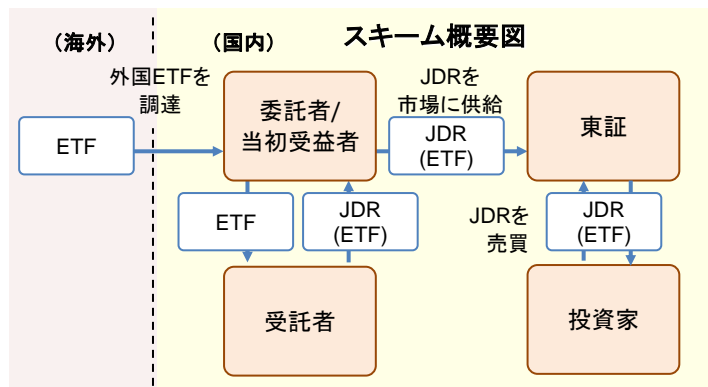 （海外）
（国内）
スキーム概要図
外国ETFを
調達
ETF
委託者/
当初受益者
JDRを
市場に供給
JDR
(ETF)
東証
ETF
JDR
(ETF)
JDRを
売買
JDR
(ETF)
受託者
投資家